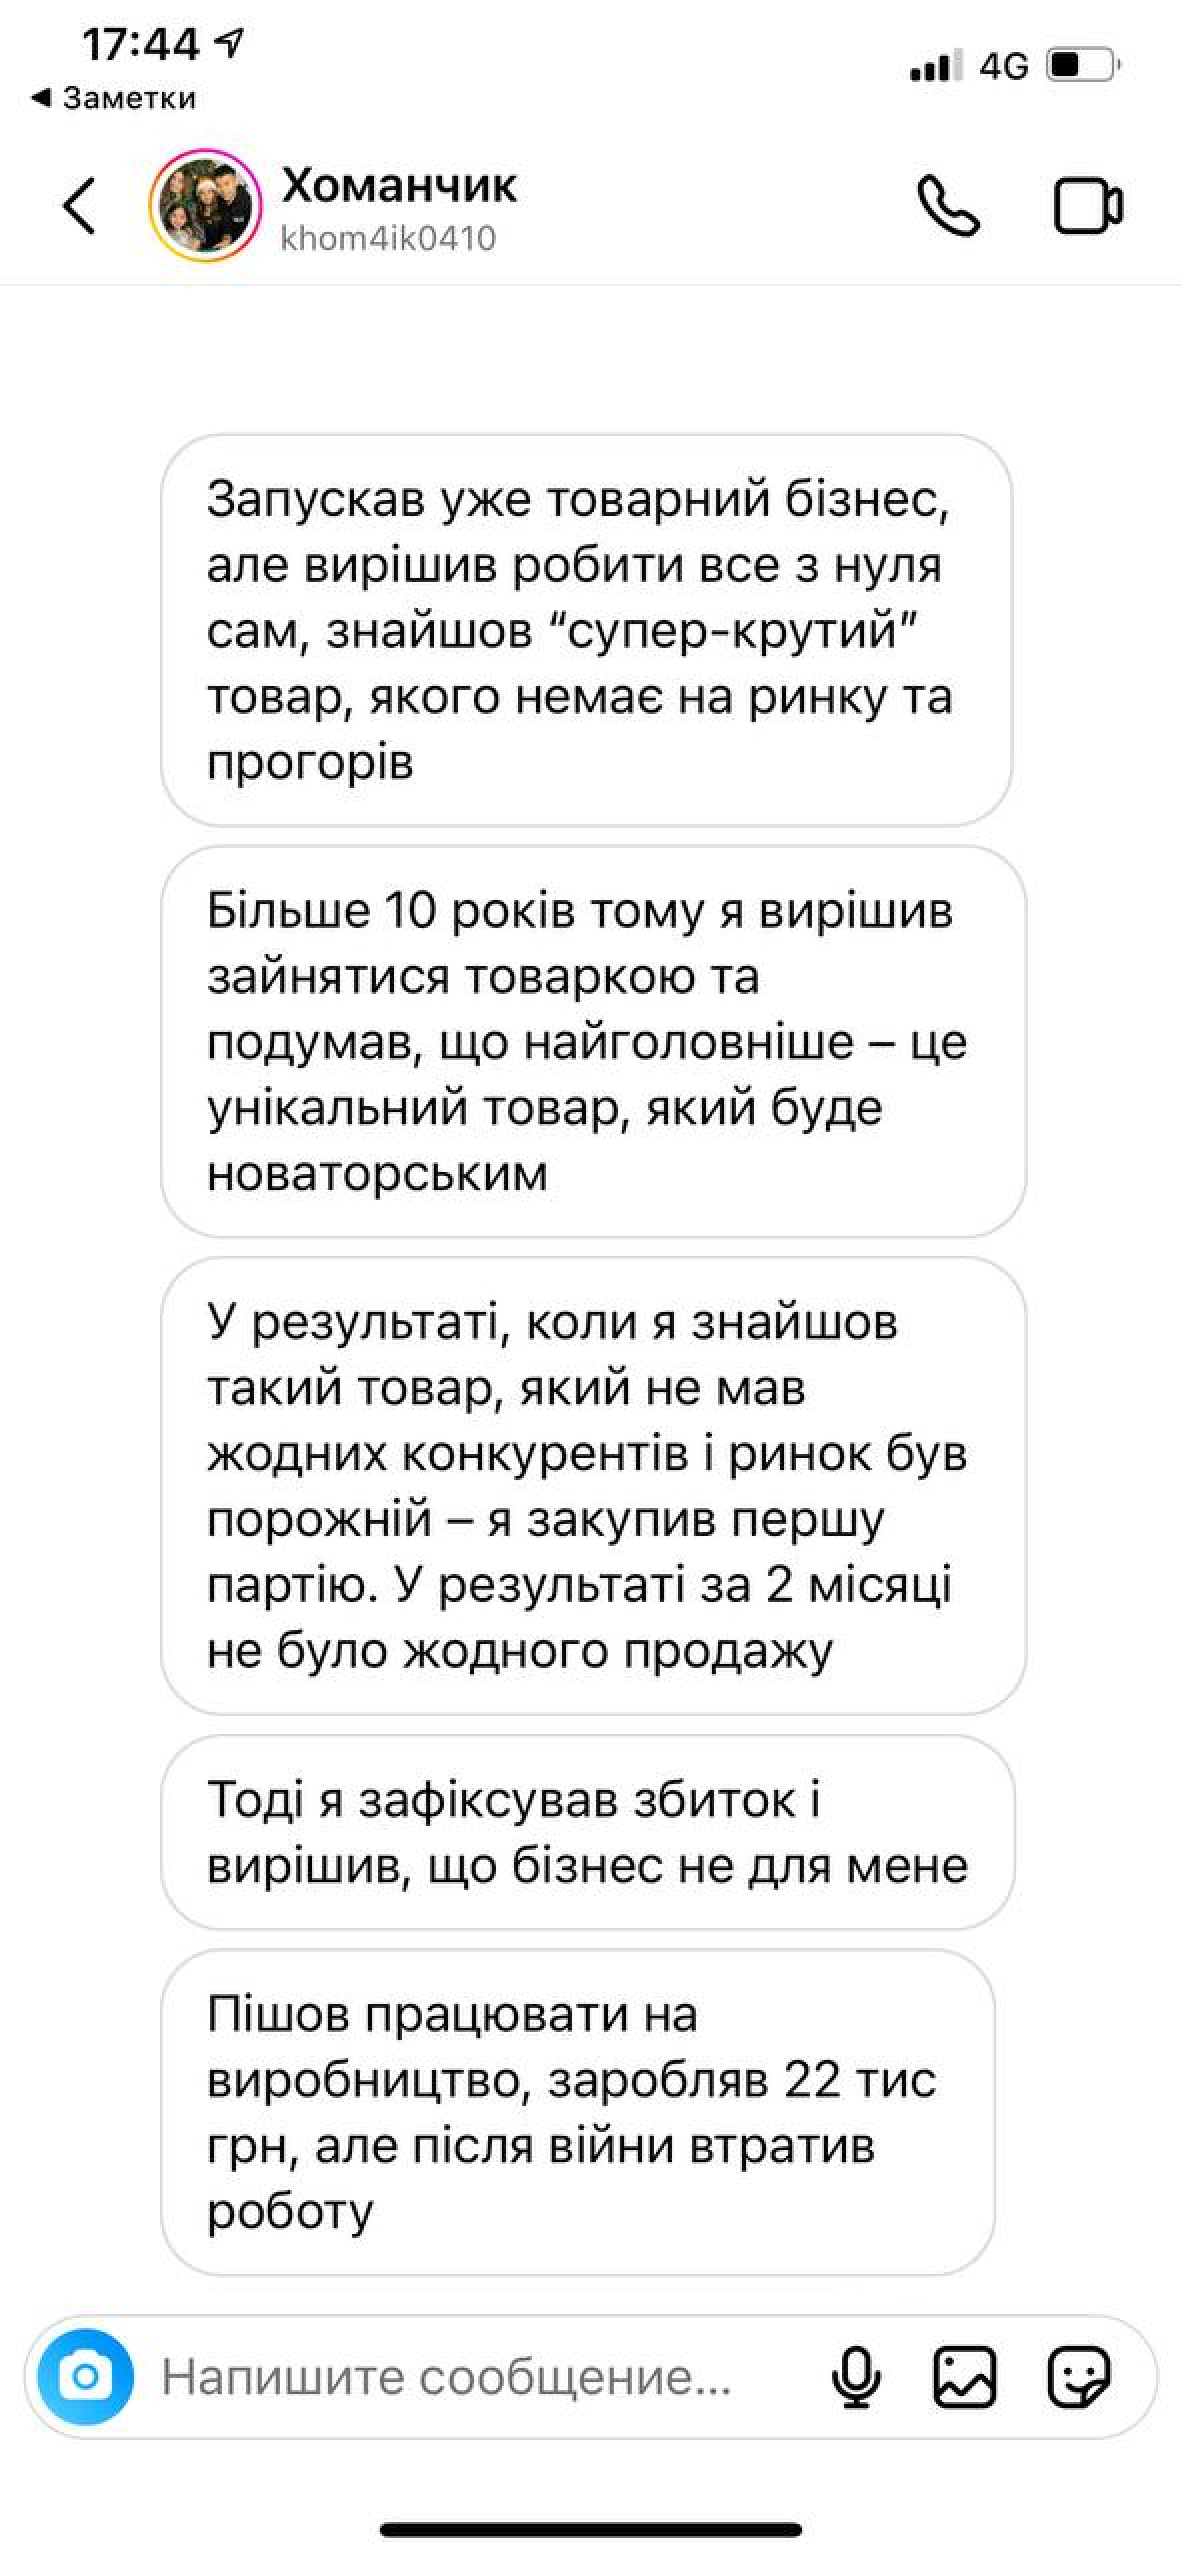 17:44
4G
◀ Заметки
Хоманчик
khom4ik0410
Запускав уже товарний бізнес,
але вирішив робити все з нуля
сам, знайшов “супер-крутий”
товар, якого немає на ринку та
прогорів
Більше 10 років тому я вирішив
зайнятися товаркою та
подумав, що найголовніше – це
унікальний товар, який буде
новаторським
У результаті, коли я знайшов
такий товар, який не мав
жодних конкурентів і ринок був
порожній – я закупив першу
партію. У результаті за 2 місяці
не було жодного продажу
Тоді я зафіксував збиток і
вирішив, що бізнес не для мене
Пішов працювати на
виробництво, заробляв 22 тис
грн, але після війни втратив
роботу
Напишите сообщение...